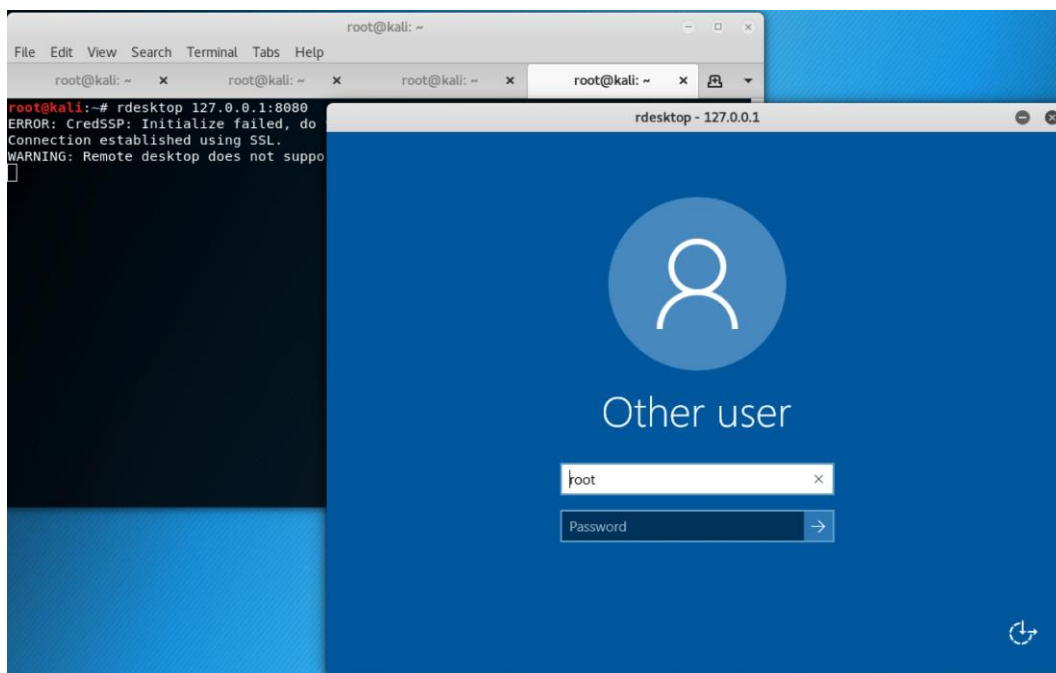 root@kali: ~
File Edit View Search Terminal Tabs Help
root@kali: ~ root@kali: ~ root@kali: ~ root@kali: ~
root@kali:~# rdesktop 127.0.0.1:8080
ERROR: CredSSP: Initialize failed, do
Connection established using SSL.
WARNING: Remote desktop does not suppo
rdesktop - 127.0.0.1
Other user
root
Password